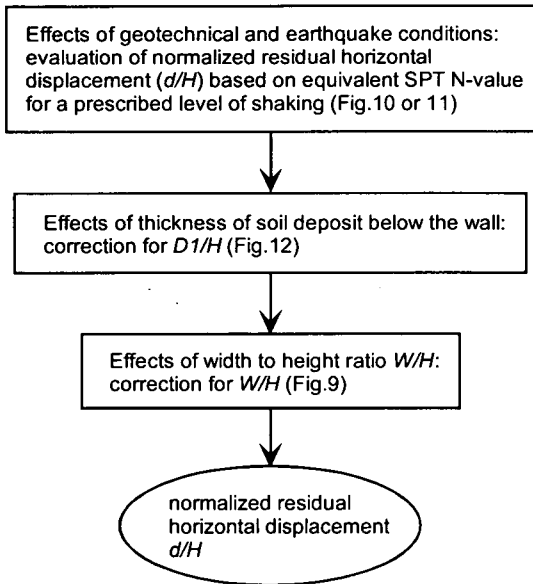 Effects of geotechnical and earthquake conditions:
evaluation of normalized residual horizontal
displacement (d/H) based on equivalent SPT N-value
for a prescribed level of shaking (Fig.10 or 11)
Effects of thickness of soil deposit below the wall:
correction for D1/H (Fig.12)
Effects of width to height ratio W/H:
correction for W/H (Fig.9)
normalized residual
horizontal displacement
d/H